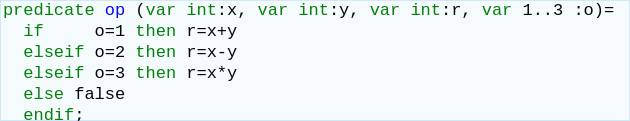 predicate op (var int:x, var int:y, var int:r, var 1..3 :o)=
  if     o=1 then r=x+y
  elseif o=2 then r=x-y
  elseif o=3 then r=x*y
  else false
  endif;